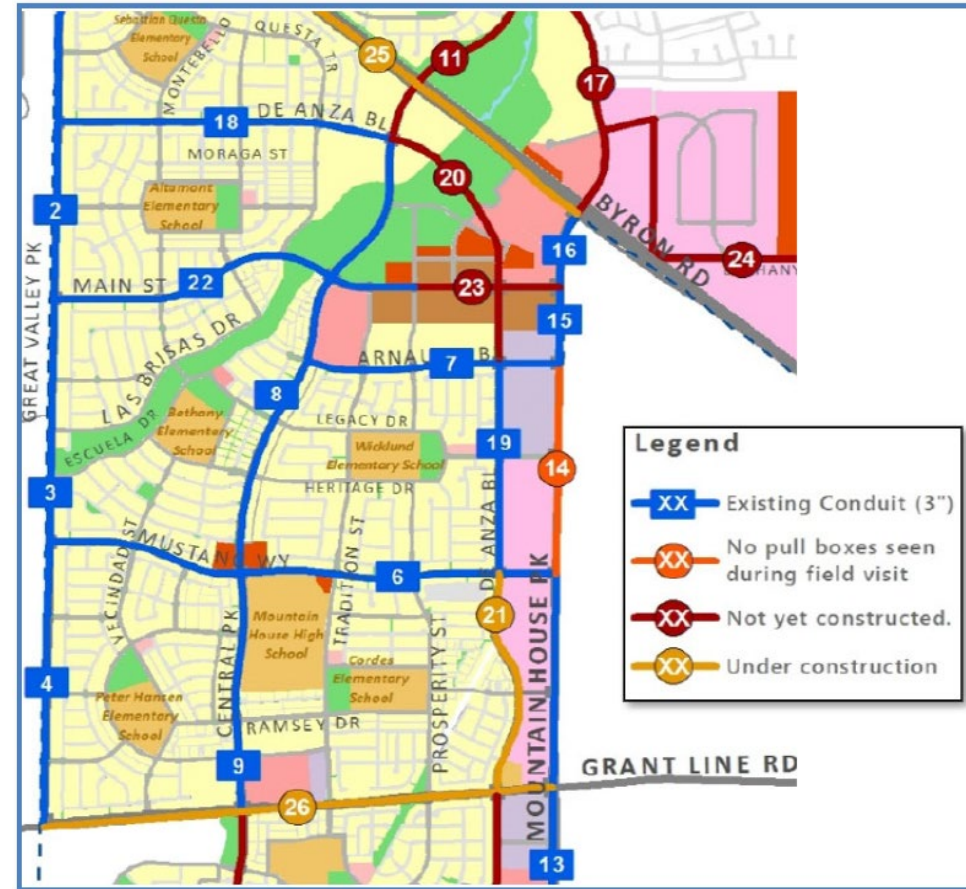 Sebastian Questa
Elementary
School
MONTEBELLO
QUESTA TR
25
11
17
18
DE ANZA BL
MORAGA ST
20
Altamont
Elementary
School
2
BYRON RD
16
24
22
MAIN ST
23
15
GREAT VALLEY PK
LAS BRISAS DR
7
8
Bethany
Elementary
School
ESCUELA DR
LEGACY DR
Wicklund
Elementary School
19
14
HERITAGE DR
3
DE ANZA BL
MUSTANG WY
6
VECINDAD ST
TRADITION ST
21
Mountain
House High
School
MOUNTAIN HOUSE PK
4
CENTRAL PK
PROSPERITY ST
Cordes
Elementary
School
Peter Hansen
Elementary
School
RAMSEY DR
9
GRANT LINE RD
26
13
Legend
XX Existing Conduit (3")
XX No pull boxes seen
during field visit
XX Not yet constructed.
XX Under construction